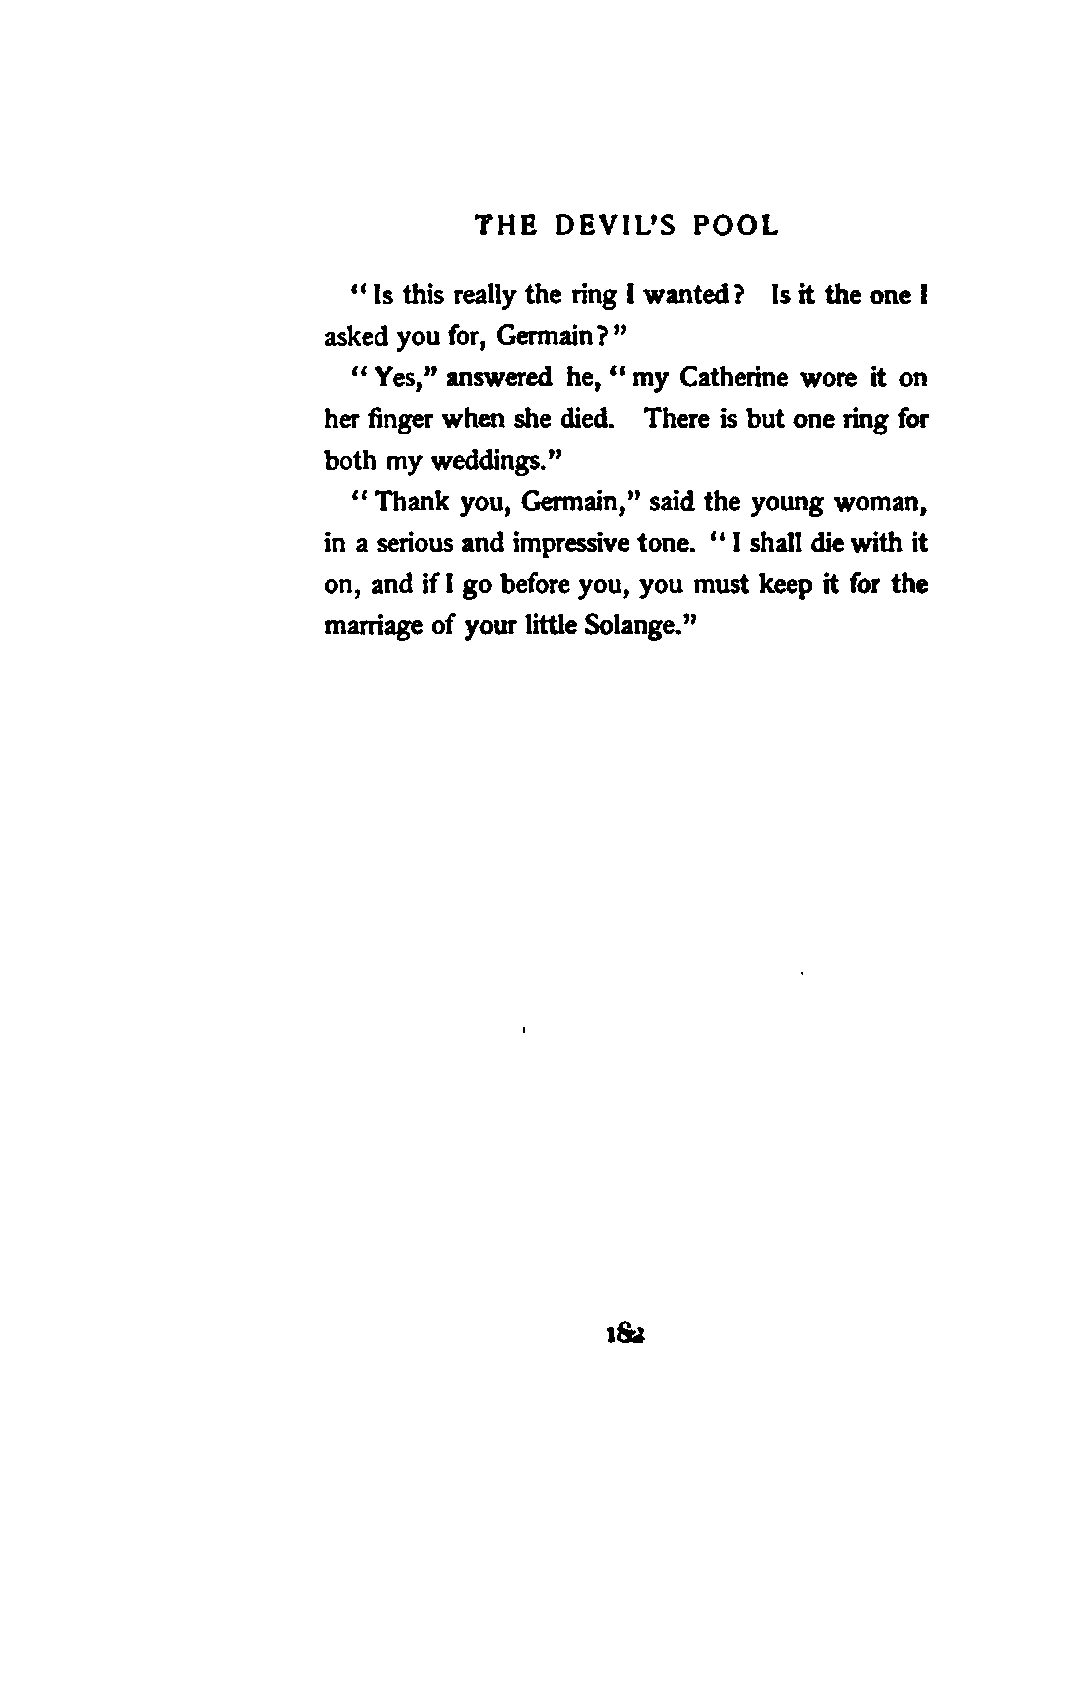 THE DEVIL'S POOL
"Is this really the ring I wanted? Is it the one I
asked you for, Germain?"
"Yes," answered he, "my Catherine wore it on
her finger when she died. There is but one ring for
both my weddings."
"Thank you, Germain," said the young woman,
in a serious and impressive tone. "I shall die with it
on, and if I go before you, you must keep it for the
marriage of your little Solange."
182